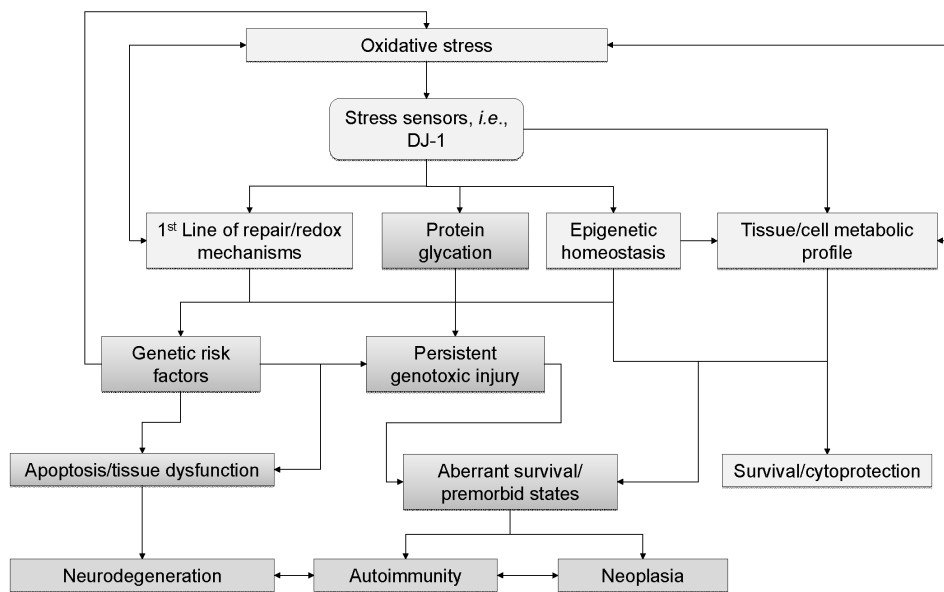 Oxidative stress
Stress sensors, i.e.,
DJ-1
1st Line of repair/redox
mechanisms
Protein
glycation
Epigenetic
homeostasis
Tissue/cell metabolic
profile
Genetic risk
factors
Persistent
genotoxic injury
Apoptosis/tissue dysfunction
Aberrant survival/
premorbid states
Survival/cytoprotection
Neurodegeneration
Autoimmunity
Neoplasia